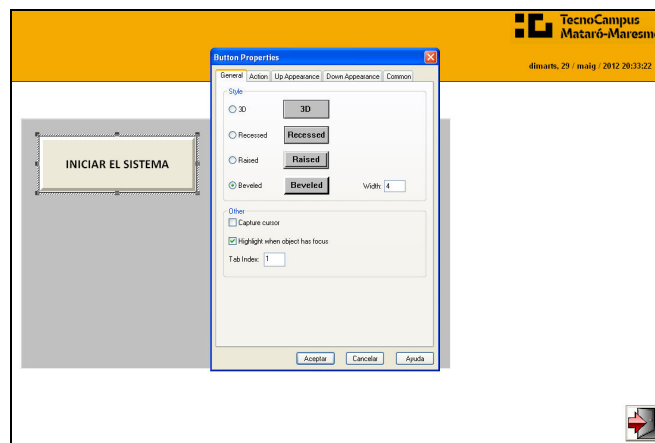 TecnoCampus
Mataró-Maresme
dimarts, 29 / maig / 2012 20:33:22
Button Properties
General Action Up Appearance Down Appearance Common
Style
3D 3D
Recessed Recessed
Raised Raised
Beveled Beveled Width: 4
Other
Capture cursor
Highlight when object has focus
Tab Index: 1
Aceptar Cancelar Ayuda
INICIAR EL SISTEMA